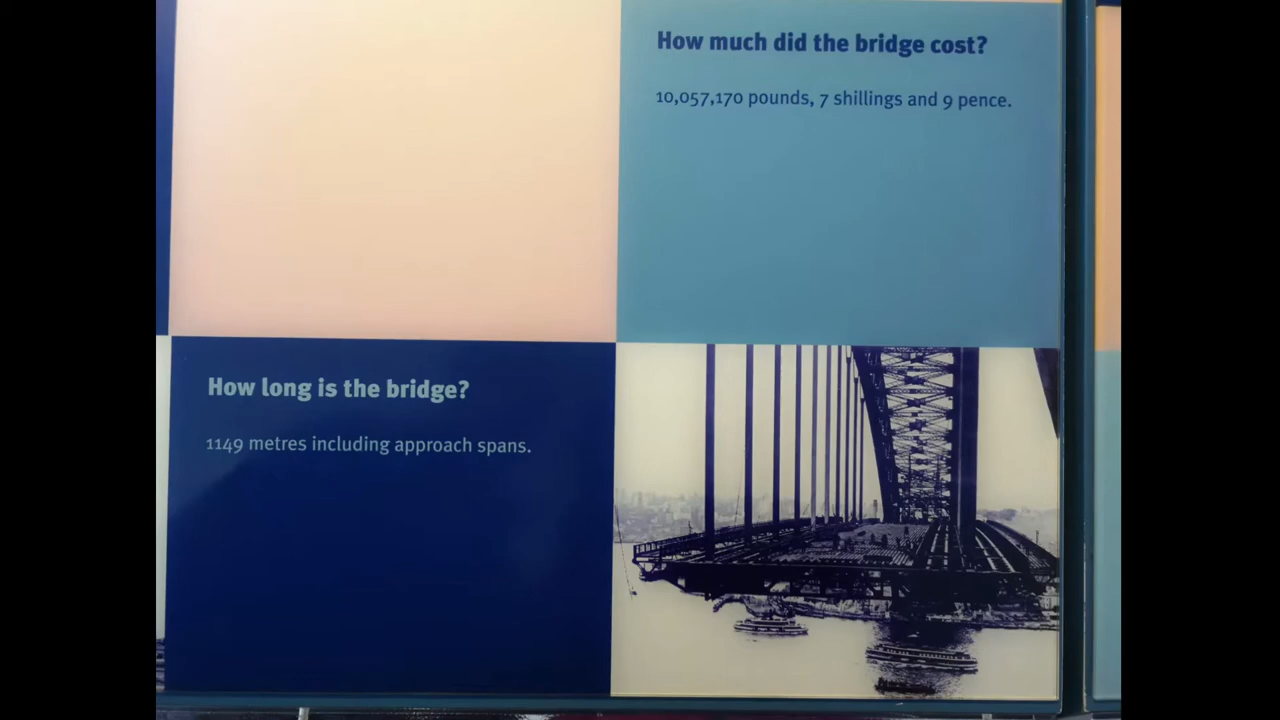 How much did the bridge cost?
10,057,170 pounds, 7 shillings and 9 pence.
How long is the bridge?
1149 metres including approach spans.